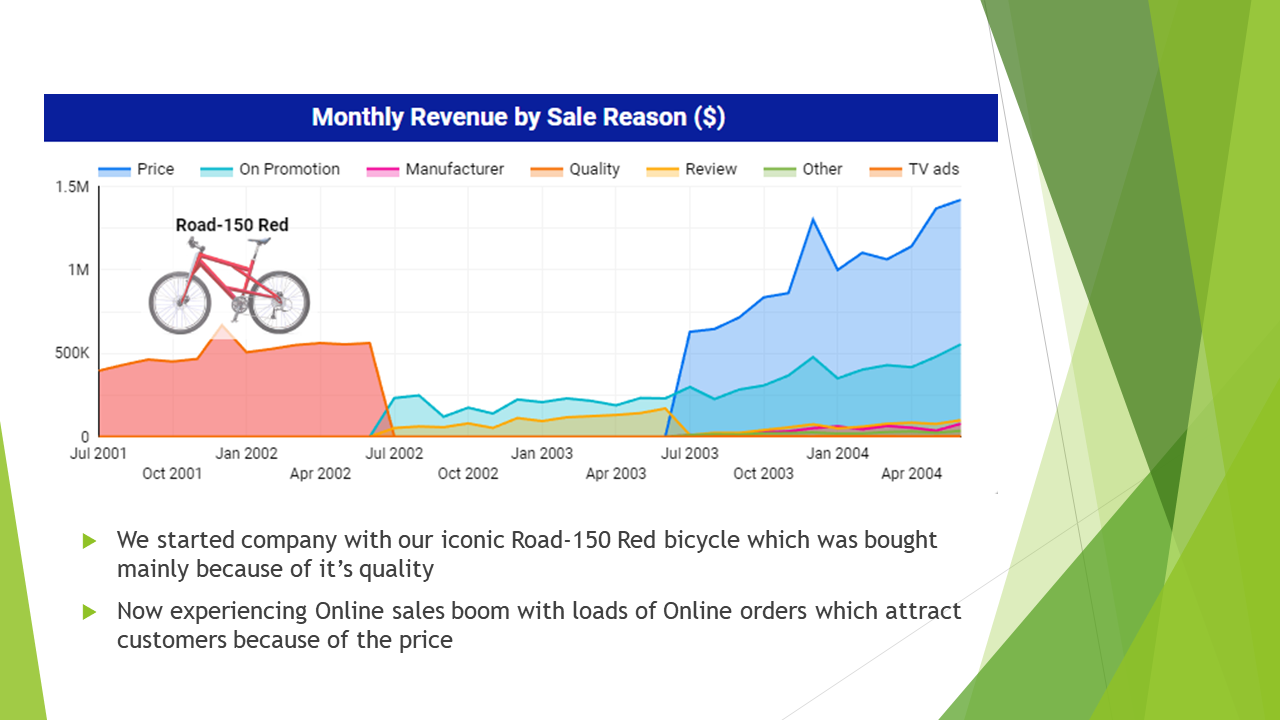 Monthly Revenue by Sale Reason ($)
Price On Promotion Manufacturer Quality Review Other TV ads
1.5M
Road-150 Red
1M
500K
0
Jul 2001 Jan 2002 Jul 2002 Jan 2003 Jul 2003 Jan 2004
Oct 2001 Apr 2002 Oct 2002 Apr 2003 Oct 2003 Apr 2004
We started company with our iconic Road-150 Red bicycle which was bought
mainly because of it’s quality
Now experiencing Online sales boom with loads of Online orders which attract
customers because of the price